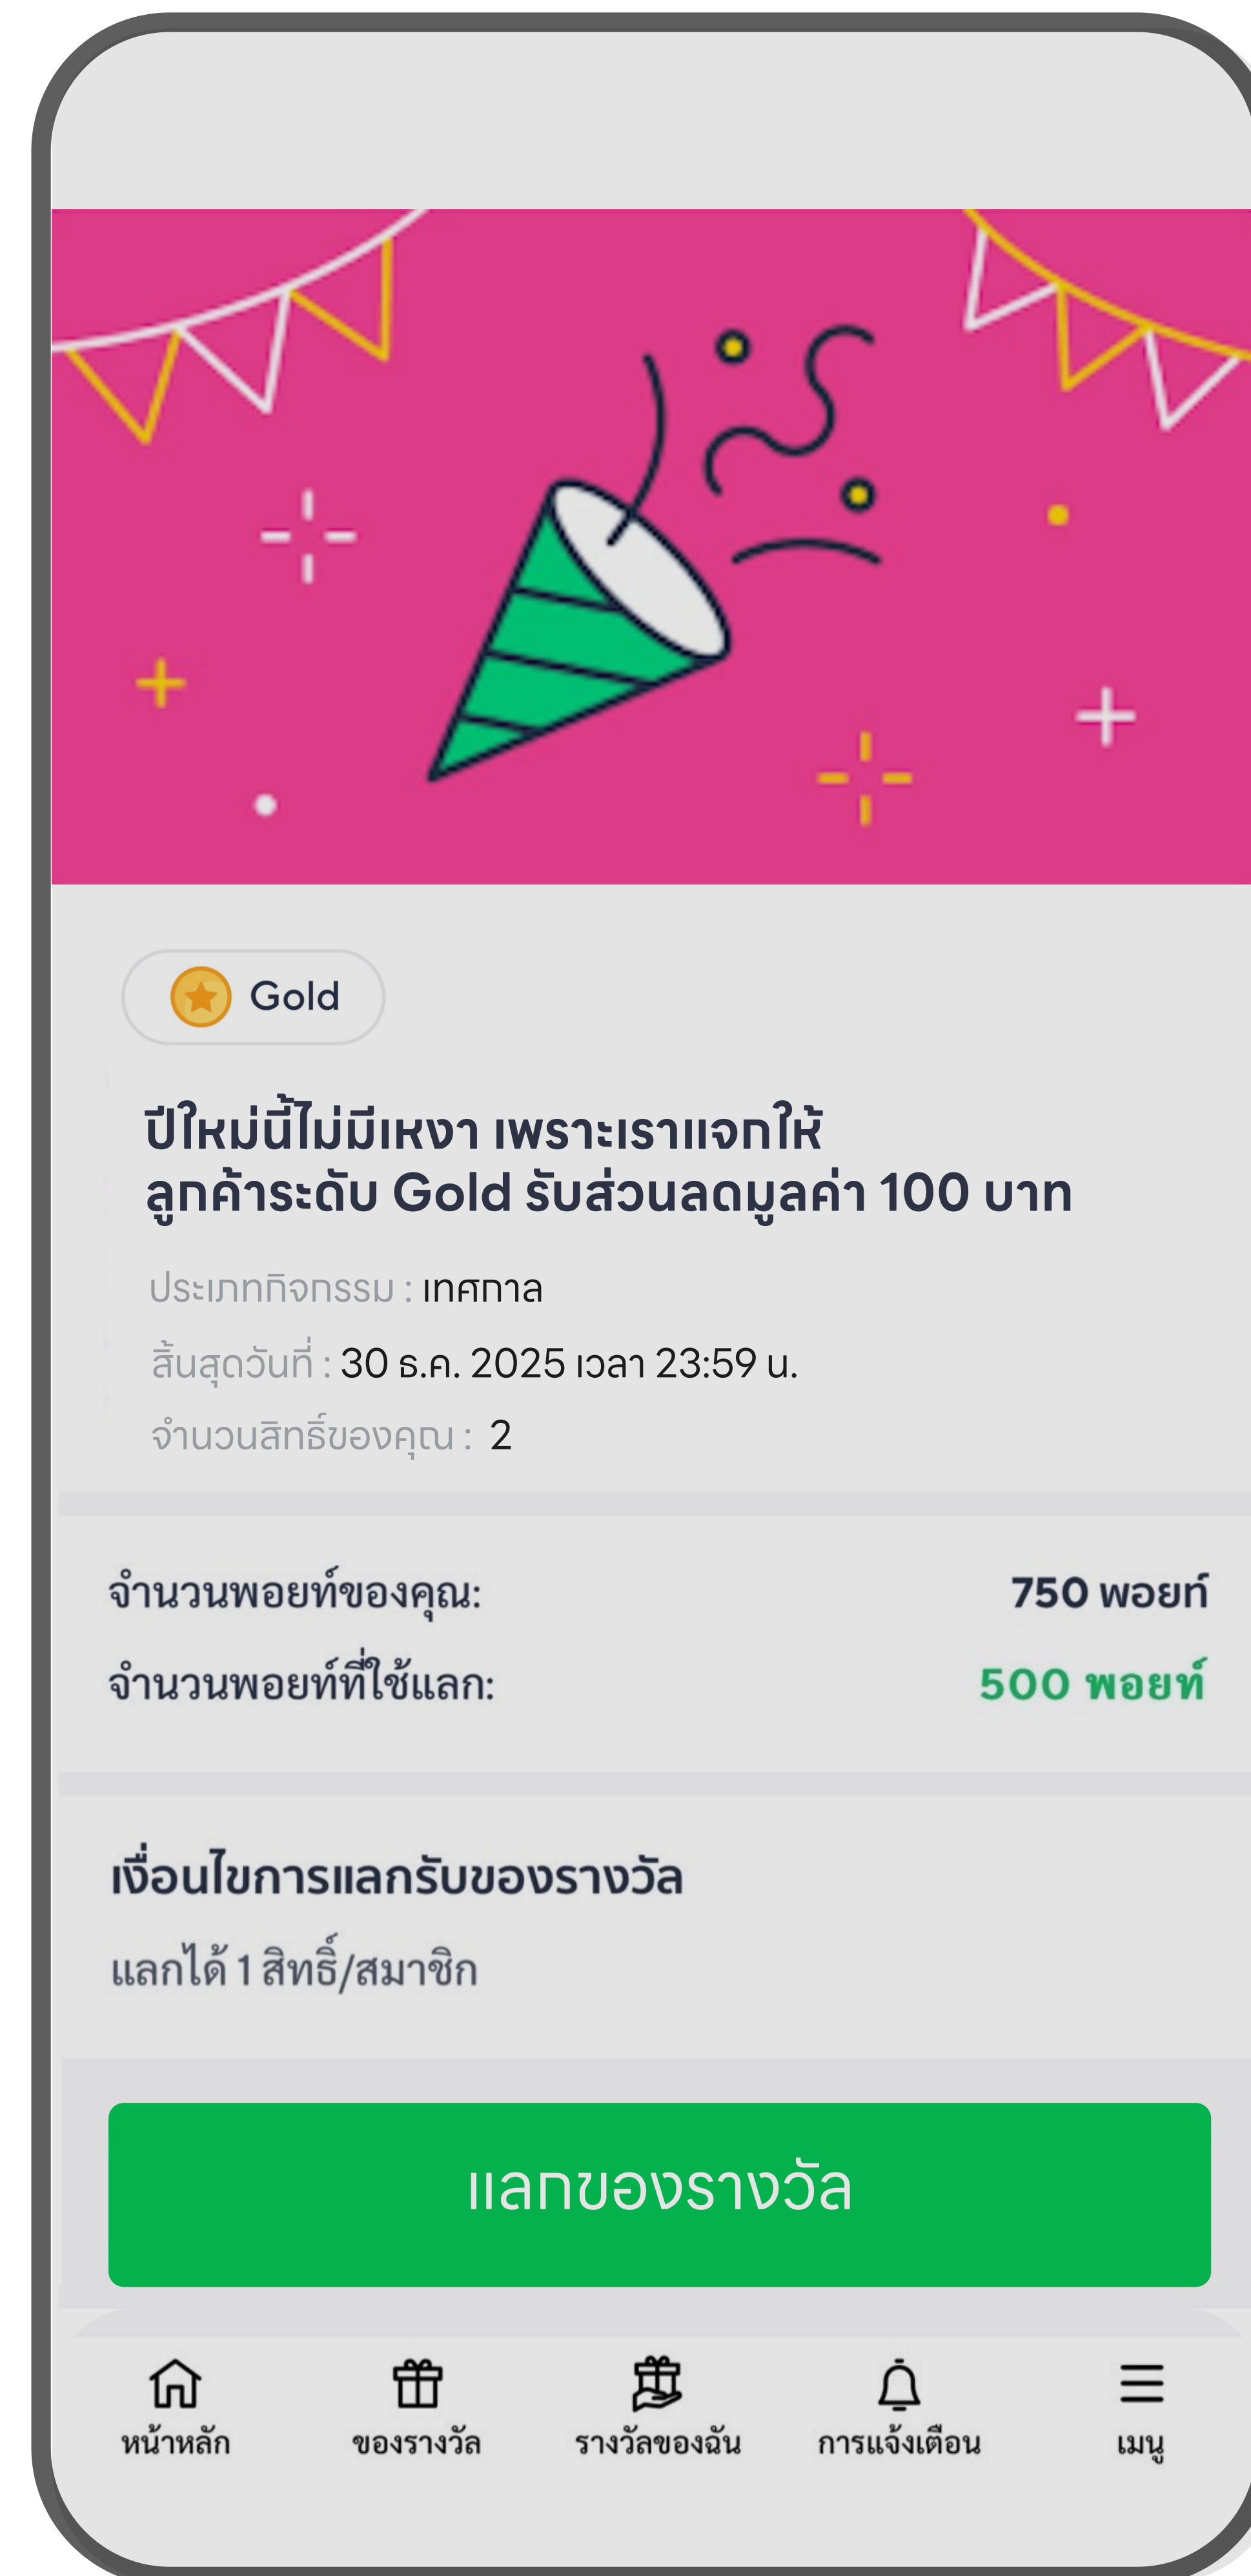 Gold
ปีใหม่นี้ไม่มีเหงา เพราะเราแจกให้
ลูกค้าระดับ Gold รับส่วนลดมูลค่า 100 บาท
ประเภทกิจกรรม : เทศกาล
สิ้นสุดวันที่ : 30 ธ.ค. 2025 เวลา 23:59 น.
จำนวนสิทธิ์ของคุณ : 2
จำนวนพอยท์ของคุณ: 750 พอยท์
จำนวนพอยท์ที่ใช้แลก: 500 พอยท์
เงื่อนไขการแลกรับของรางวัล
แลกได้ 1 สิทธิ์/สมาชิก
แลกของรางวัล
หน้าหลัก ของรางวัล รางวัลของฉัน การแจ้งเตือน เมนู